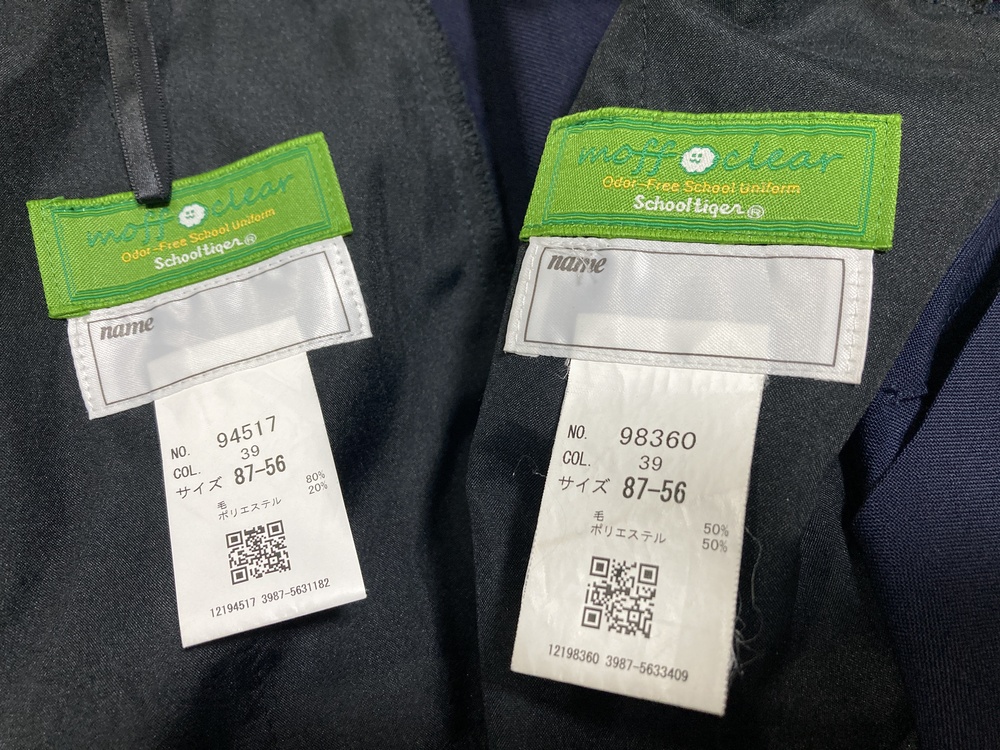 moff clear
Odor-Free School Uniform
Schooltiger®
name
NO. 94517
COL. 39
サイズ 87-56
毛 80%
ポリエステル 20%
12194517 3987-5631182
moff clear
Odor-Free School Uniform
Schooltiger®
name
NO. 98360
COL. 39
サイズ 87-56
毛 50%
ポリエステル 50%
12198360 3987-5633409